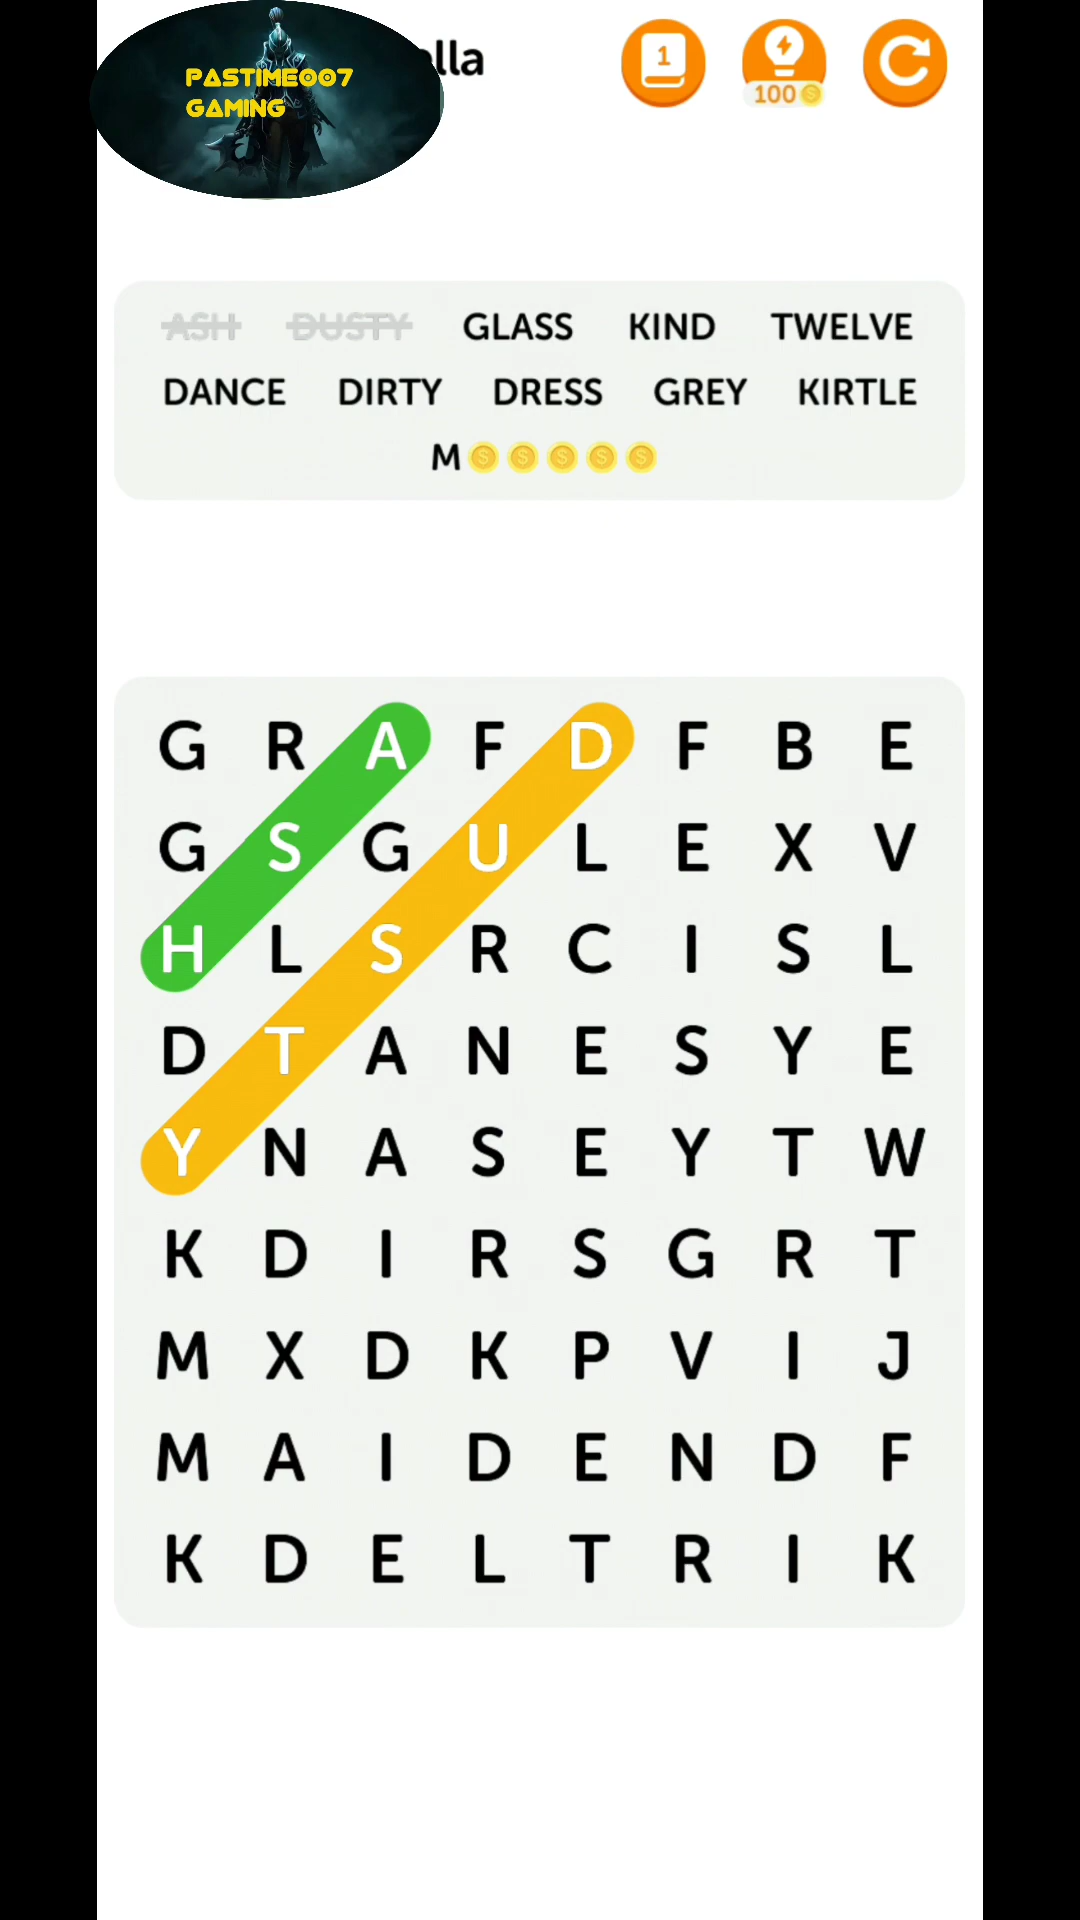 PASTIME007
GAMING
lla
1
100
ASH DUSTY GLASS KIND TWELVE
DANCE DIRTY DRESS GREY KIRTLE
M
G R A F D F B E
G S G U L E X V
H L S R C I S L
D T A N E S Y E
Y N A S E Y T W
K D I R S G R T
M X D K P V I J
M A I D E N D F
K D E L T R I K